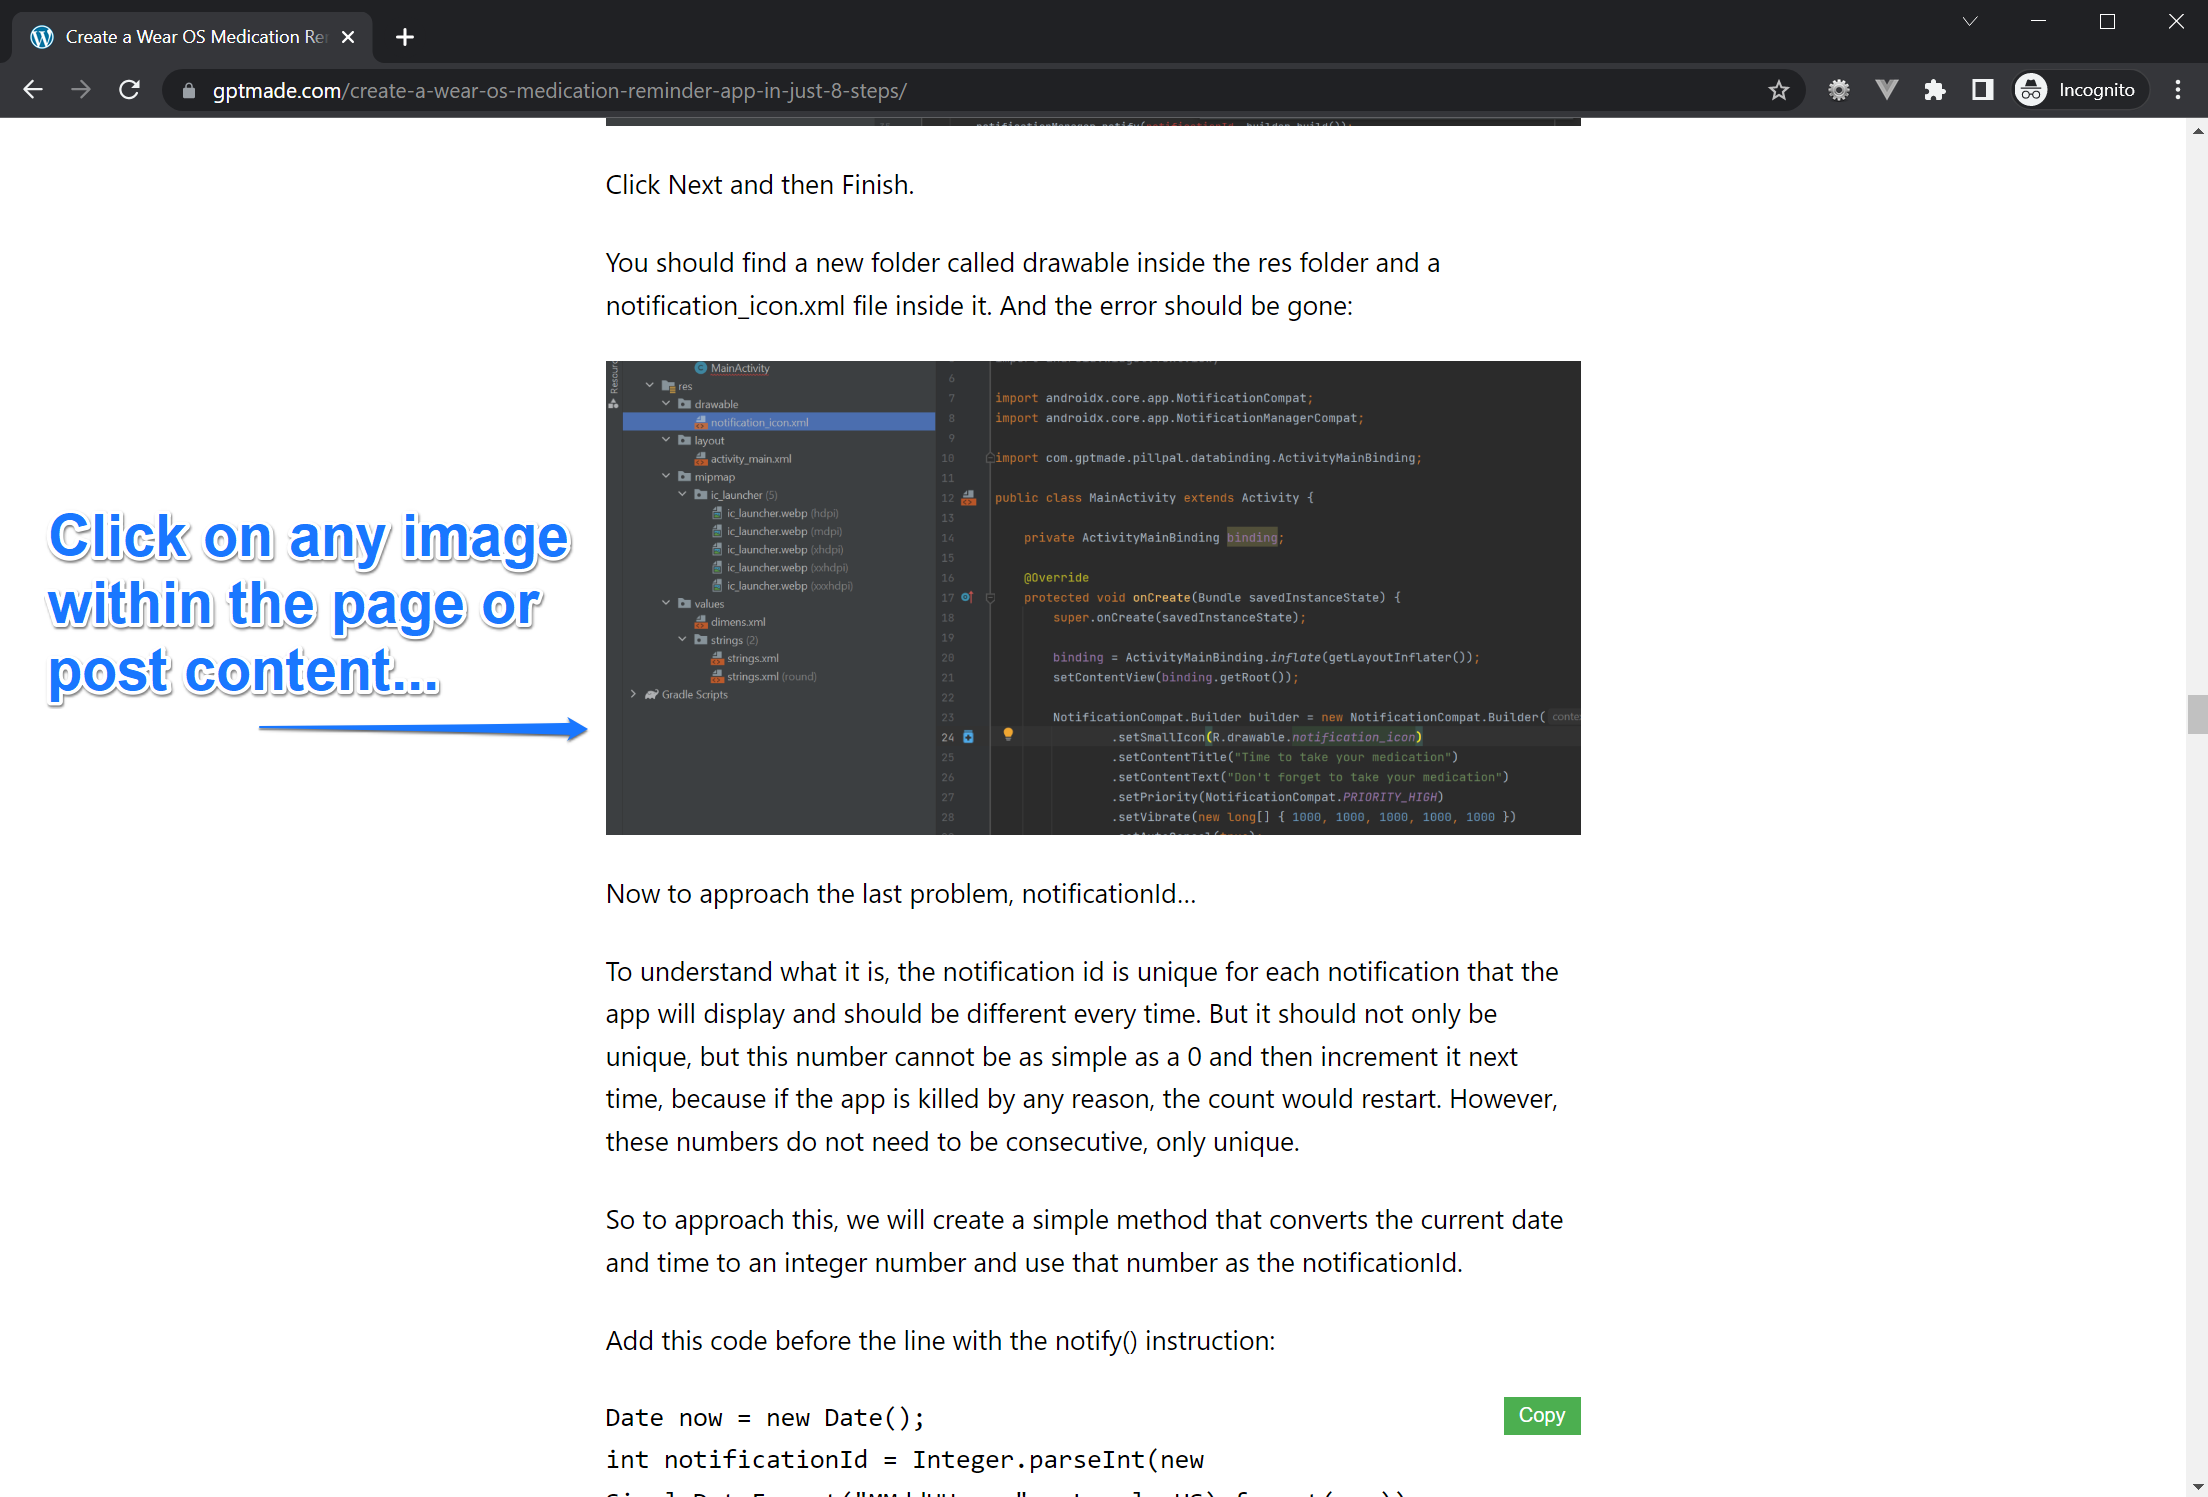 Create a Wear OS Medication Re
gptmade.com/create-a-wear-os-medication-reminder-app-in-just-8-steps/
Incognito
Click Next and then Finish.
You should find a new folder called drawable inside the res folder and a
notification_icon.xml file inside it. And the error should be gone:
Click on any image
within the page or
post content...
MainActivity
res
drawable
notification_icon.xml
layout
activity_main.xml
mipmap
ic_launcher (5)
ic_launcher.webp (hdpi)
ic_launcher.webp (mdpi)
ic_launcher.webp (xhdpi)
ic_launcher.webp (xxhdpi)
ic_launcher.webp (xxxhdpi)
values
dimens.xml
strings (2)
strings.xml
strings.xml (round)
Gradle Scripts
6
7 import androidx.core.app.NotificationCompat;
8 import androidx.core.app.NotificationManagerCompat;
9
10 import com.gptmade.pillpal.databinding.ActivityMainBinding;
11
12 public class MainActivity extends Activity {
13
14 private ActivityMainBinding binding;
15
16 @Override
17 protected void onCreate(Bundle savedInstanceState) {
18 super.onCreate(savedInstanceState);
19
20 binding = ActivityMainBinding.inflate(getLayoutInflater());
21 setContentView(binding.getRoot());
22
23 NotificationCompat.Builder builder = new NotificationCompat.Builder(
24 .setSmallIcon(R.drawable.notification_icon)
25 .setContentTitle("Time to take your medication")
26 .setContentText("Don't forget to take your medication")
27 .setPriority(NotificationCompat.PRIORITY_HIGH)
28 .setVibrate(new long[] { 1000, 1000, 1000, 1000, 1000 })
Now to approach the last problem, notificationId...
To understand what it is, the notification id is unique for each notification that the
app will display and should be different every time. But it should not only be
unique, but this number cannot be as simple as a 0 and then increment it next
time, because if the app is killed by any reason, the count would restart. However,
these numbers do not need to be consecutive, only unique.
So to approach this, we will create a simple method that converts the current date
and time to an integer number and use that number as the notificationId.
Add this code before the line with the notify() instruction:
Copy
Date now = new Date();
int notificationId = Integer.parseInt(new